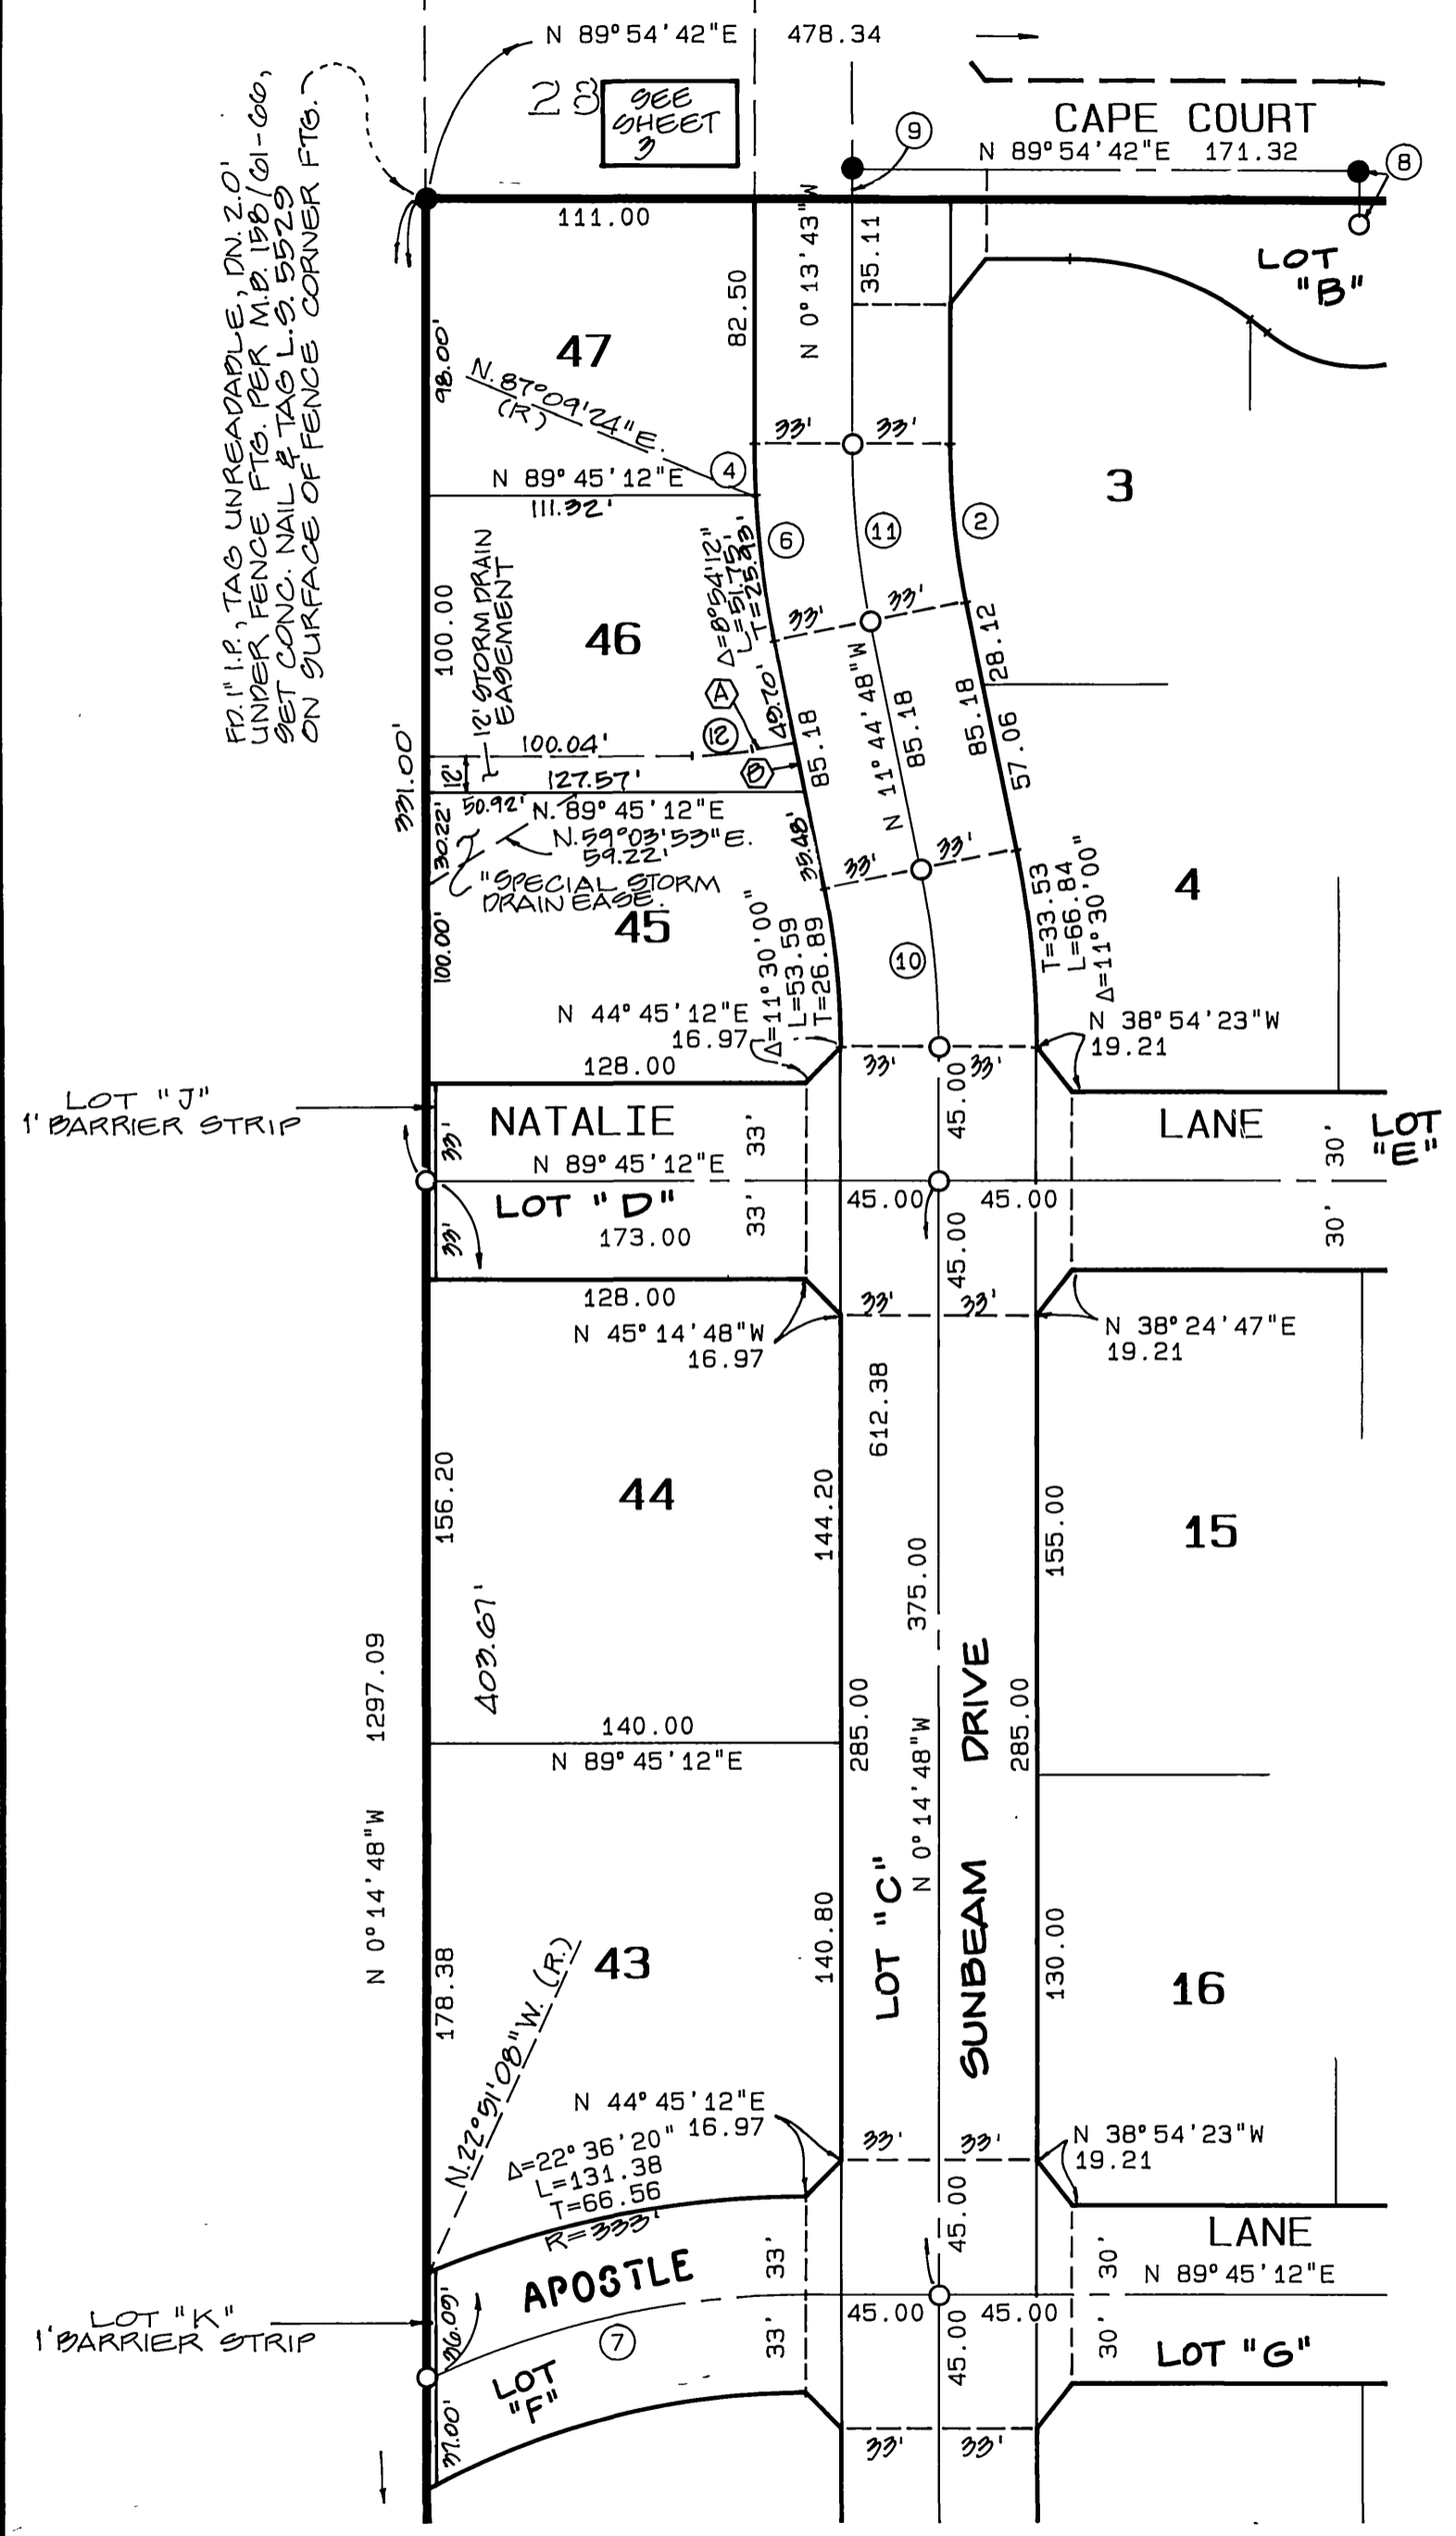 N 89°54'42"E 478.34
28
SEE
SHEET
3
CAPE COURT
N 89°54'42"E 171.32
9
8
FD. 1" I.P., TAG UNREADABLE, DN. 2.0'
UNDER FENCE FTG. PER M.B. 158/61-66,
SET CONC. NAIL & TAG L.S. 5529
ON SURFACE OF FENCE CORNER FTG.
111.00
N 0°13'43"W
35.11
LOT
"B"
82.50
98.00'
47
N. 87°09'24"E.
(R)
33'
33'
N 89°45'12"E
4
111.32'
3
6
11
2
12' STORM DRAIN
EASEMENT
Δ=8°54'12"
L=51.75'
T=25.93'
100.00
46
33'
33'
28.12
A
49.70'
N 11°44'48"W
85.18
85.18
85.18
57.06
12
100.04'
331.00'
12'
127.57'
B
50.92'
N. 89°45'12"E
30.22'
N. 59°03'53"E.
59.22'
"SPECIAL STORM
DRAIN EASE.
35.48'
33'
33'
45
4
100.00'
Δ=11°30'00"
L=53.59
T=26.89
T=33.53
L=66.84
Δ=11°30'00"
10
N 44°45'12"E
16.97
N 38°54'23"W
19.21
128.00
33'
33'
45.00
LOT "J"
1' BARRIER STRIP
NATALIE
LANE
LOT
"E"
33'
33'
30'
N 89°45'12"E
LOT "D"
45.00
45.00
33'
173.00
33'
45.00
30'
128.00
33'
33'
N 45°14'48"W
16.97
N 38°24'47"E
19.21
612.38
156.20
44
144.20
155.00
15
375.00
403.67'
N 0°14'48"W 1297.09
140.00
N 89°45'12"E
285.00
N 0°14'48"W
SUNBEAM DRIVE
285.00
LOT "C"
178.38
43
140.80
130.00
16
N. 22°51'08"W. (R.)
N 44°45'12"E
16.97
Δ=22°36'20"
L=131.38
T=66.56
R=333'
33'
33'
N 38°54'23"W
19.21
45.00
LANE
APOSTLE
33'
30'
N 89°45'12"E
LOT "K"
1' BARRIER STRIP
36.09'
45.00
45.00
7
33'
45.00
30'
LOT "G"
LOT
"F"
37.00'
33'
33'